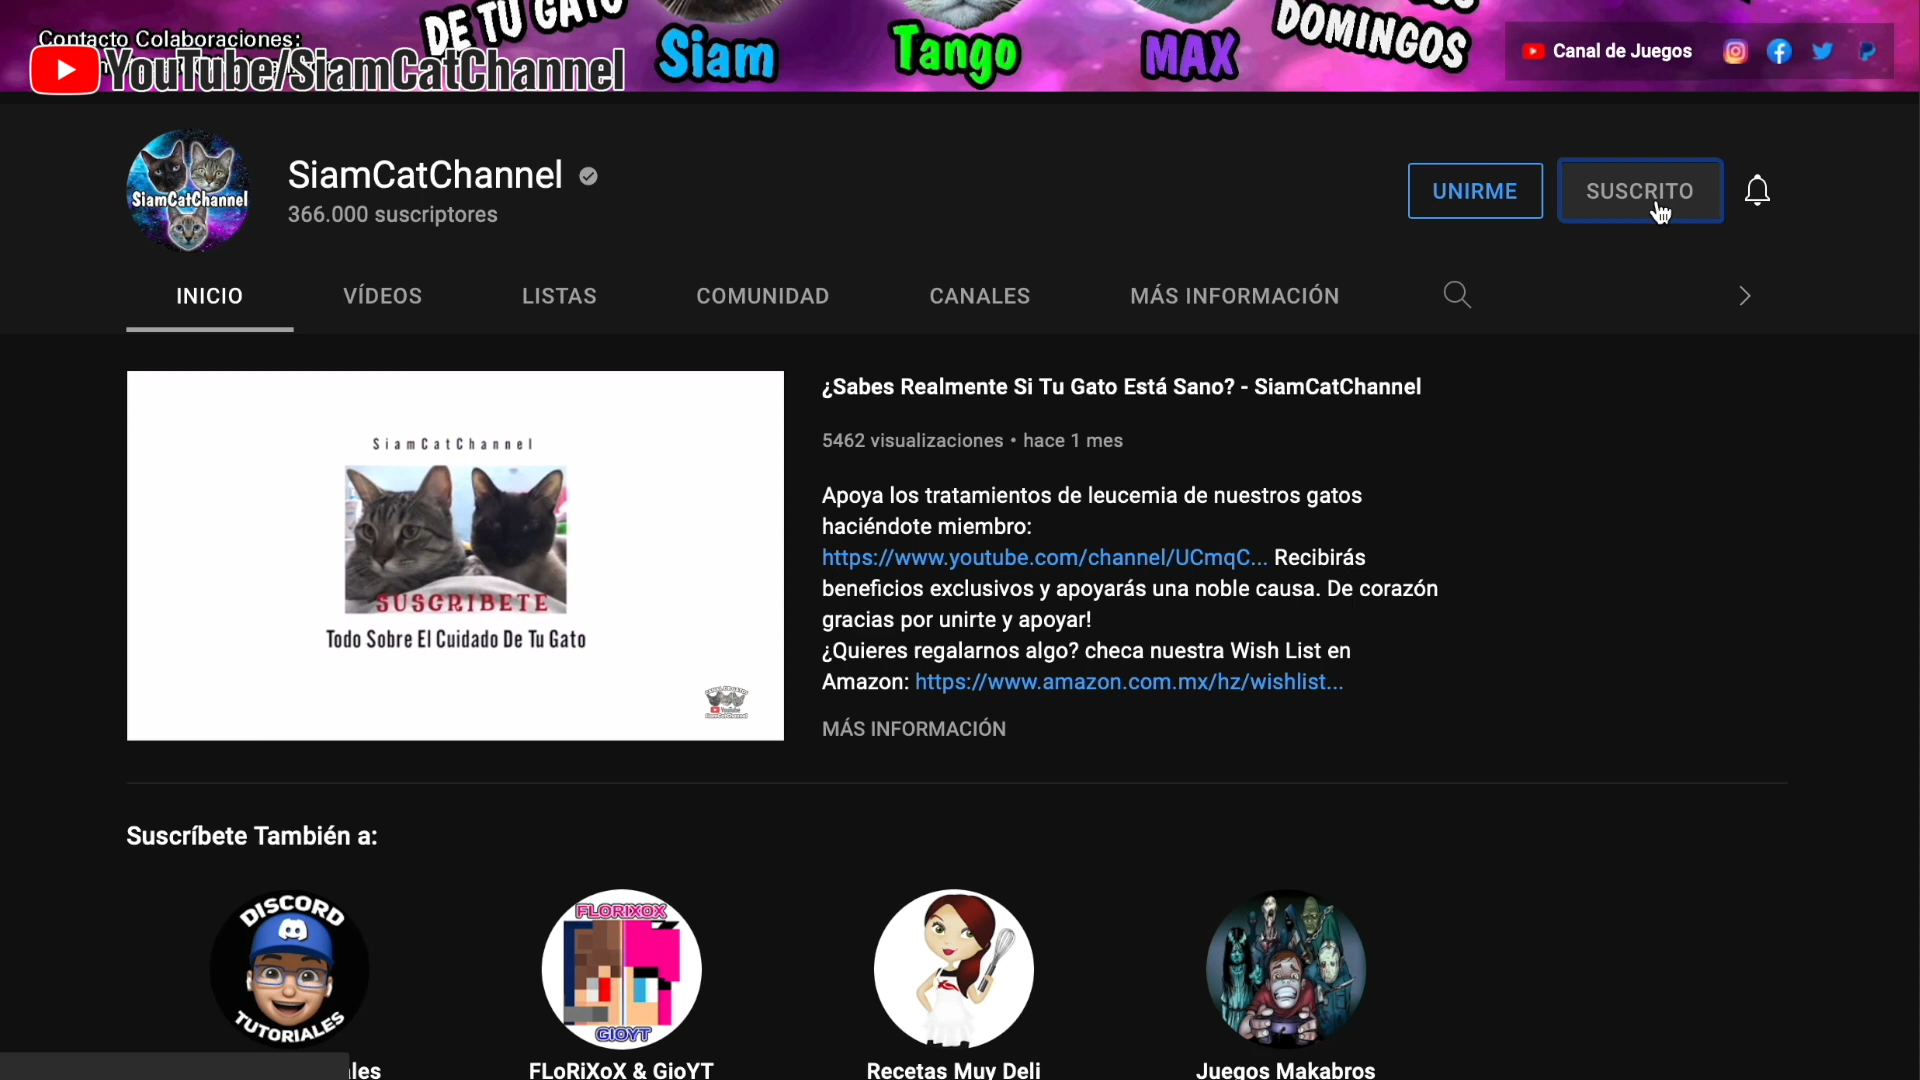 DE TU GATO
DOMINGOS
Contacto Colaboraciones:
YouTube/SiamCatChannel
Siam
Tango
MAX
Canal de Juegos
SiamCatChannel
SiamCatChannel
366.000 suscriptores
UNIRME
SUSCRITO
INICIO
VÍDEOS
LISTAS
COMUNIDAD
CANALES
MÁS INFORMACIÓN
SiamCatChannel
SUSCRIBETE
Todo Sobre El Cuidado De Tu Gato
¿Sabes Realmente Si Tu Gato Está Sano? - SiamCatChannel
5462 visualizaciones • hace 1 mes
Apoya los tratamientos de leucemia de nuestros gatos
haciéndote miembro:
https://www.youtube.com/channel/UCmqC... Recibirás
beneficios exclusivos y apoyarás una noble causa. De corazón
gracias por unirte y apoyar!
¿Quieres regalarnos algo? checa nuestra Wish List en
Amazon: https://www.amazon.com.mx/hz/wishlist...
MÁS INFORMACIÓN
Suscríbete También a:
DISCORD
TUTORIALES
FLORIXOX
GIOYT
FLoRiXoX & GioYT
Recetas Muy Deli
Juegos Makabros